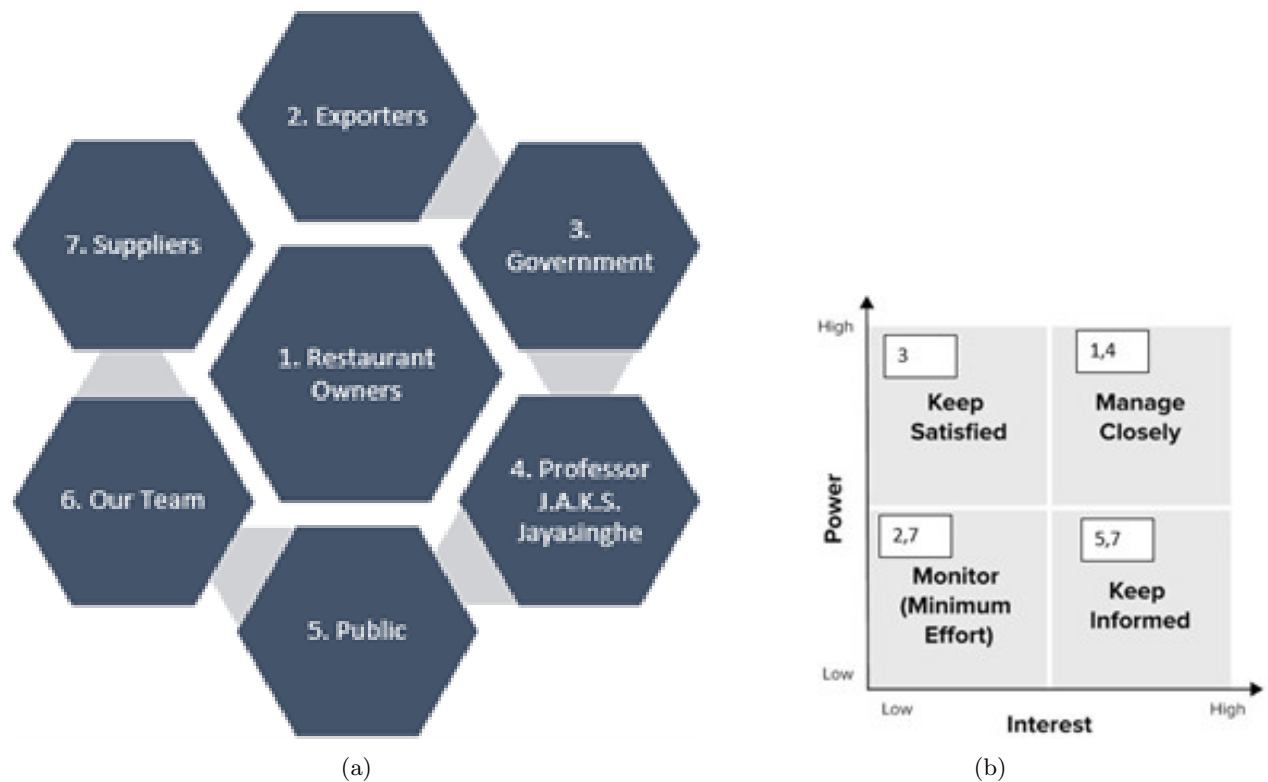 2. Exporters
7. Suppliers
3.
Government
1. Restaurant
Owners
6. Our Team
4. Professor
J.A.K.S.
Jayasinghe
5. Public
(a)
High
3
1,4
Keep
Satisfied
Manage
Closely
Power
2,7
5,7
Monitor
(Minimum
Effort)
Keep
Informed
Low
Low
High
Interest
(b)